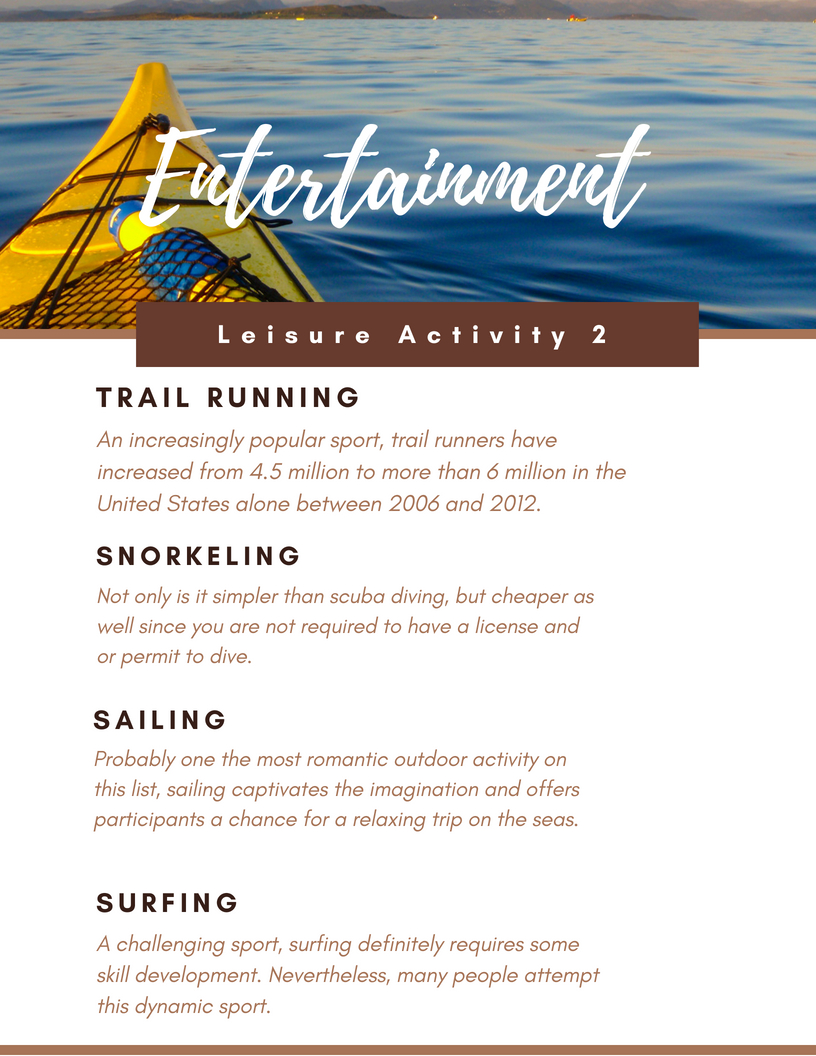 Entertainment
Leisure Activity 2
TRAIL RUNNING
An increasingly popular sport, trail runners have
increased from 4.5 million to more than 6 million in the
United States alone between 2006 and 2012.
SNORKELING
Not only is it simpler than scuba diving, but cheaper as
well since you are not required to have a license and
or permit to dive.
SAILING
Probably one the most romantic outdoor activity on
this list, sailing captivates the imagination and offers
participants a chance for a relaxing trip on the seas.
SURFING
A challenging sport, surfing definitely requires some
skill development. Nevertheless, many people attempt
this dynamic sport.